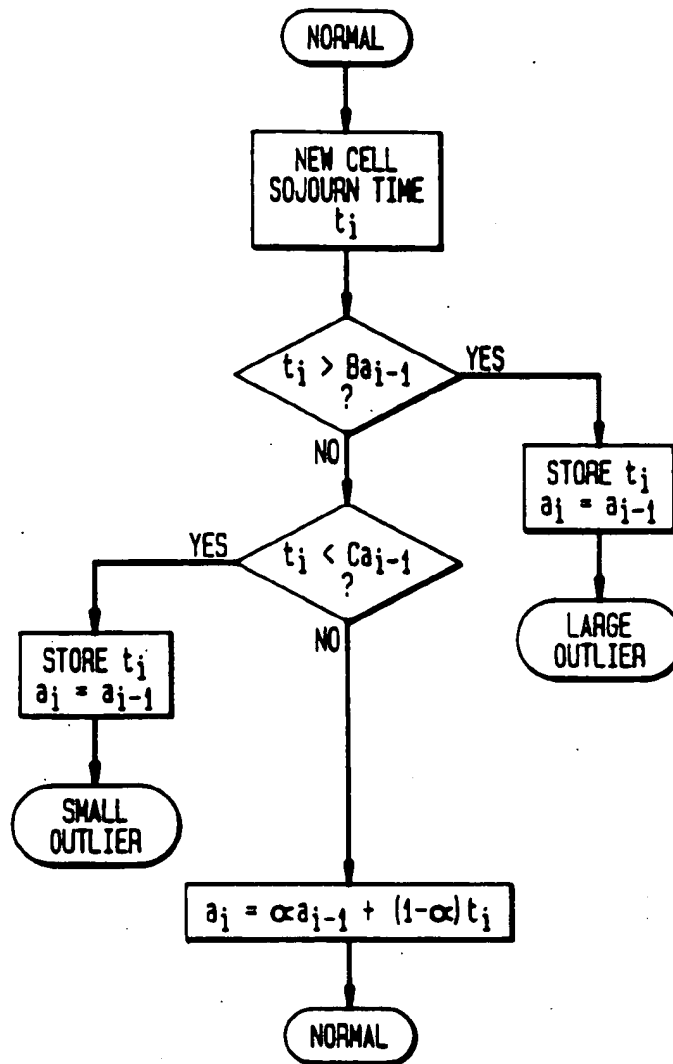 NORMAL
NEW CELL
SOJOURN TIME
tᵢ
tᵢ > Baᵢ₋₁
?
YES
NO
STORE tᵢ
aᵢ = aᵢ₋₁
LARGE
OUTLIER
tᵢ < Caᵢ₋₁
?
YES
NO
STORE tᵢ
aᵢ = aᵢ₋₁
SMALL
OUTLIER
aᵢ = αaᵢ₋₁ + (1-α)tᵢ
NORMAL